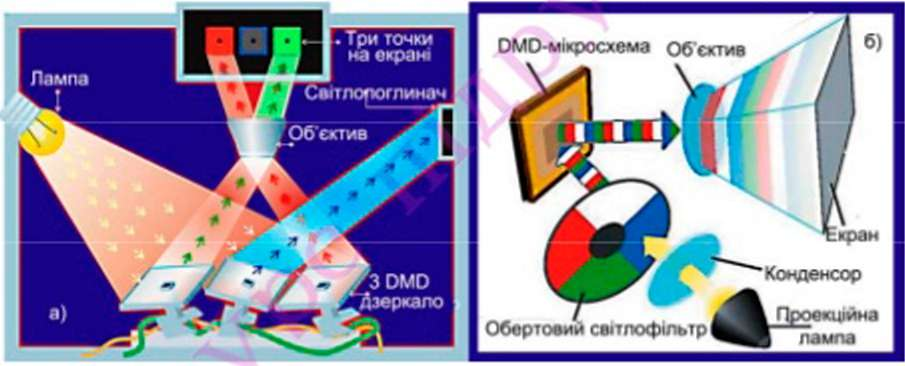 Лампа
Три точки
на екрані
Світлопоглинач
Об'єктив
3 DMD
дзеркало
а)
DMD-мікросхема
Об'єктив
б)
Екран
Конденсор
Обертовий світлофільтр
Проекційна
лампа